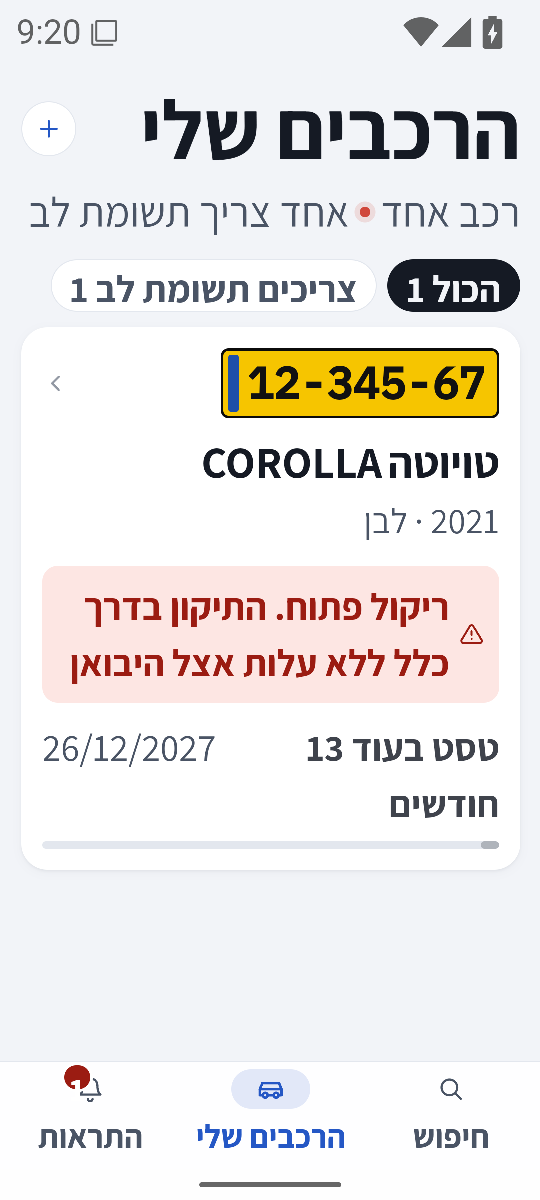 9:20
הרכבים שלי
רכב אחד • אחד צריך תשומת לב
הכול 1
צריכים תשומת לב 1
12-345-67
טויוטה COROLLA
2021 · לבן
ריקול פתוח. התיקון בדרך
כלל ללא עלות אצל היבואן
טסט בעוד 13
חודשים
26/12/2027
חיפוש
הרכבים שלי
1
התראות